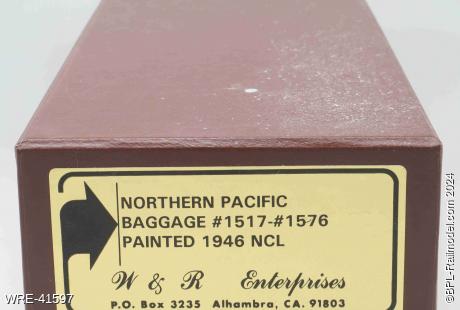 NORTHERN PACIFIC
BAGGAGE #1517-#1576
PAINTED 1946 NCL
W & R Enterprises
P.O. Box 3235 Alhambra, CA. 91803
WRE-41597
©BPL-Railmodel.com 2024